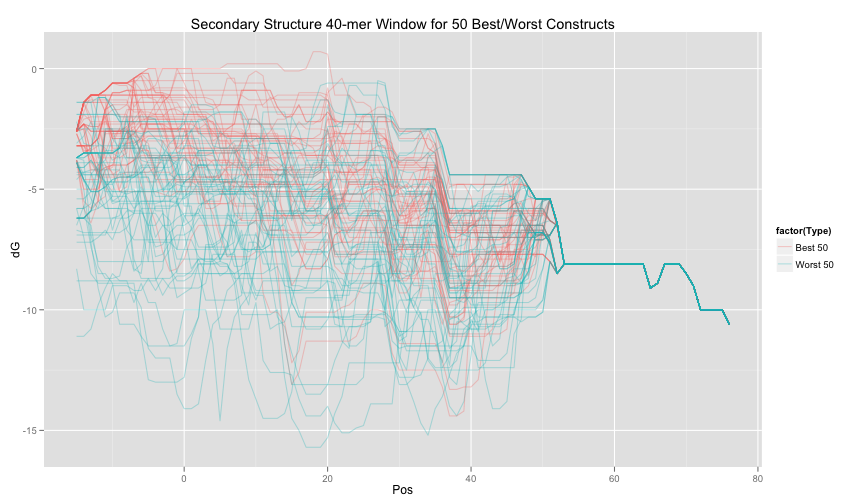 Secondary Structure 40-mer Window for 50 Best/Worst Constructs
0
-5
-10
-15
dG
0
20
40
60
80
Pos
factor(Type)
Best 50
Worst 50